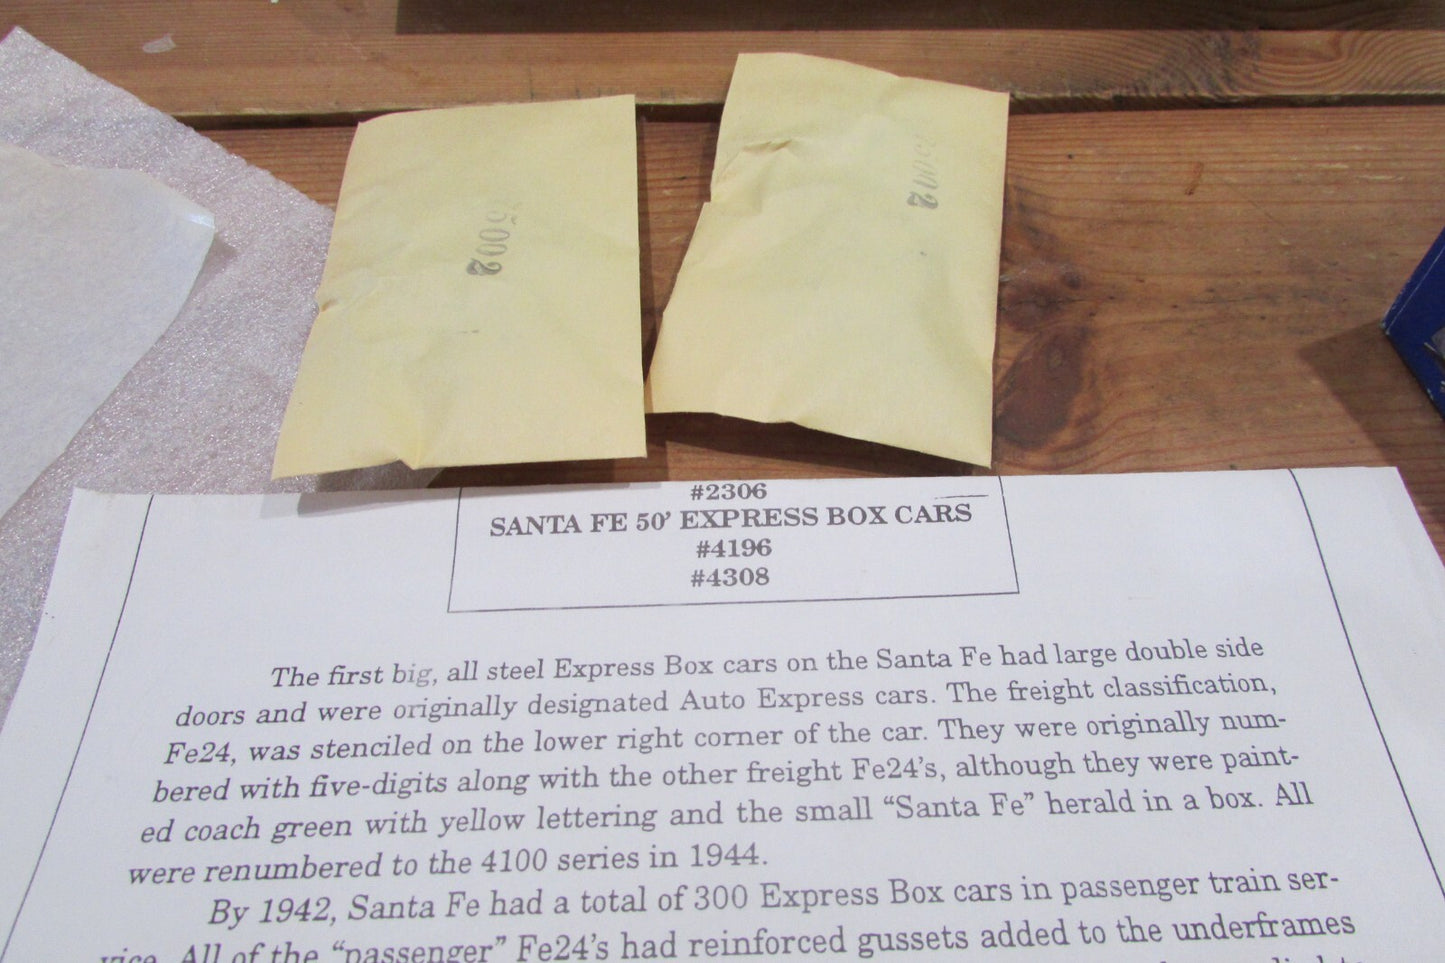 2009
#2306
SANTA FE 50' EXPRESS BOX CARS
#4196
#4308
The first big, all steel Express Box cars on the Santa Fe had large double side
doors and were originally designated Auto Express cars. The freight classification,
Fe24, was stenciled on the lower right corner of the car. They were originally num-
bered with five-digits along with the other freight Fe24's, although they were paint-
ed coach green with yellow lettering and the small “Santa Fe” herald in a box. All
were renumbered to the 4100 series in 1944.
By 1942, Santa Fe had a total of 300 Express Box cars in passenger train ser-
vice. All of the “passenger” Fe24's had reinforced gussets added to the underframes